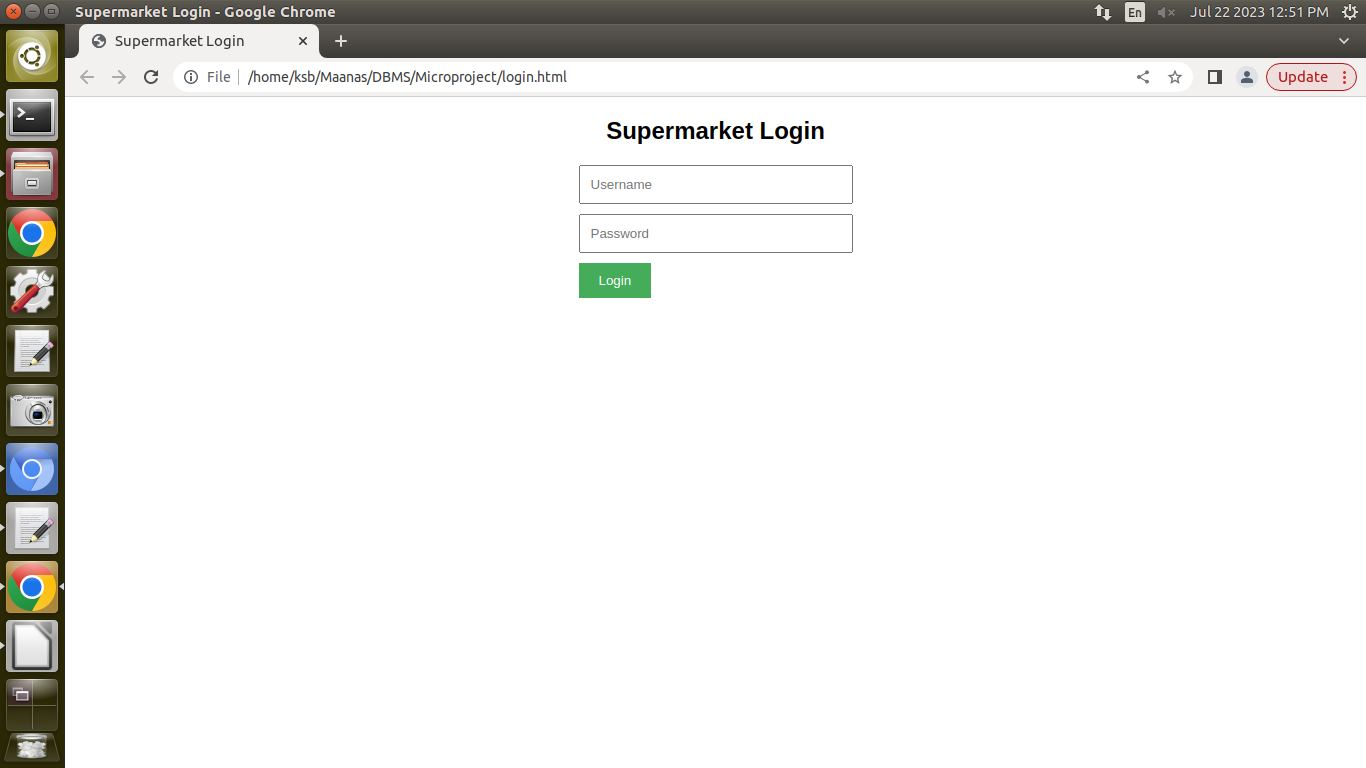 Supermarket Login - Google Chrome
En
Jul 22 2023 12:51 PM
Supermarket Login
File
/home/ksb/Maanas/DBMS/Microproject/login.html
Update
Supermarket Login
Username
Password
Login